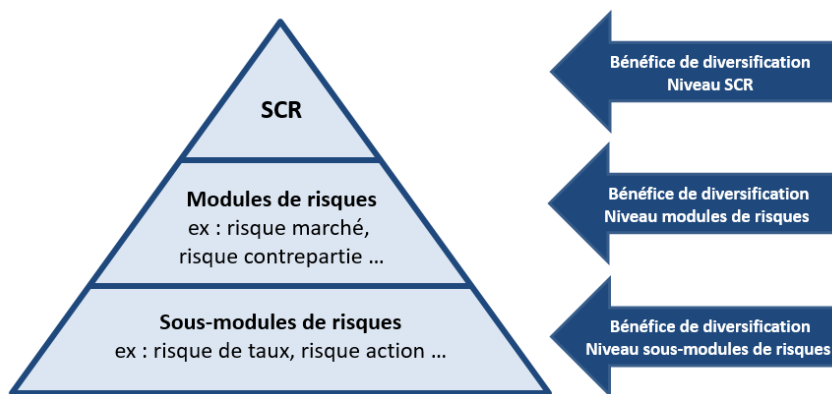 SCR
Bénéfice de diversification
Niveau SCR
Modules de risques
ex : risque marché,
risque contrepartie ...
Bénéfice de diversification
Niveau modules de risques
Sous-modules de risques
ex : risque de taux, risque action ...
Bénéfice de diversification
Niveau sous-modules de risques